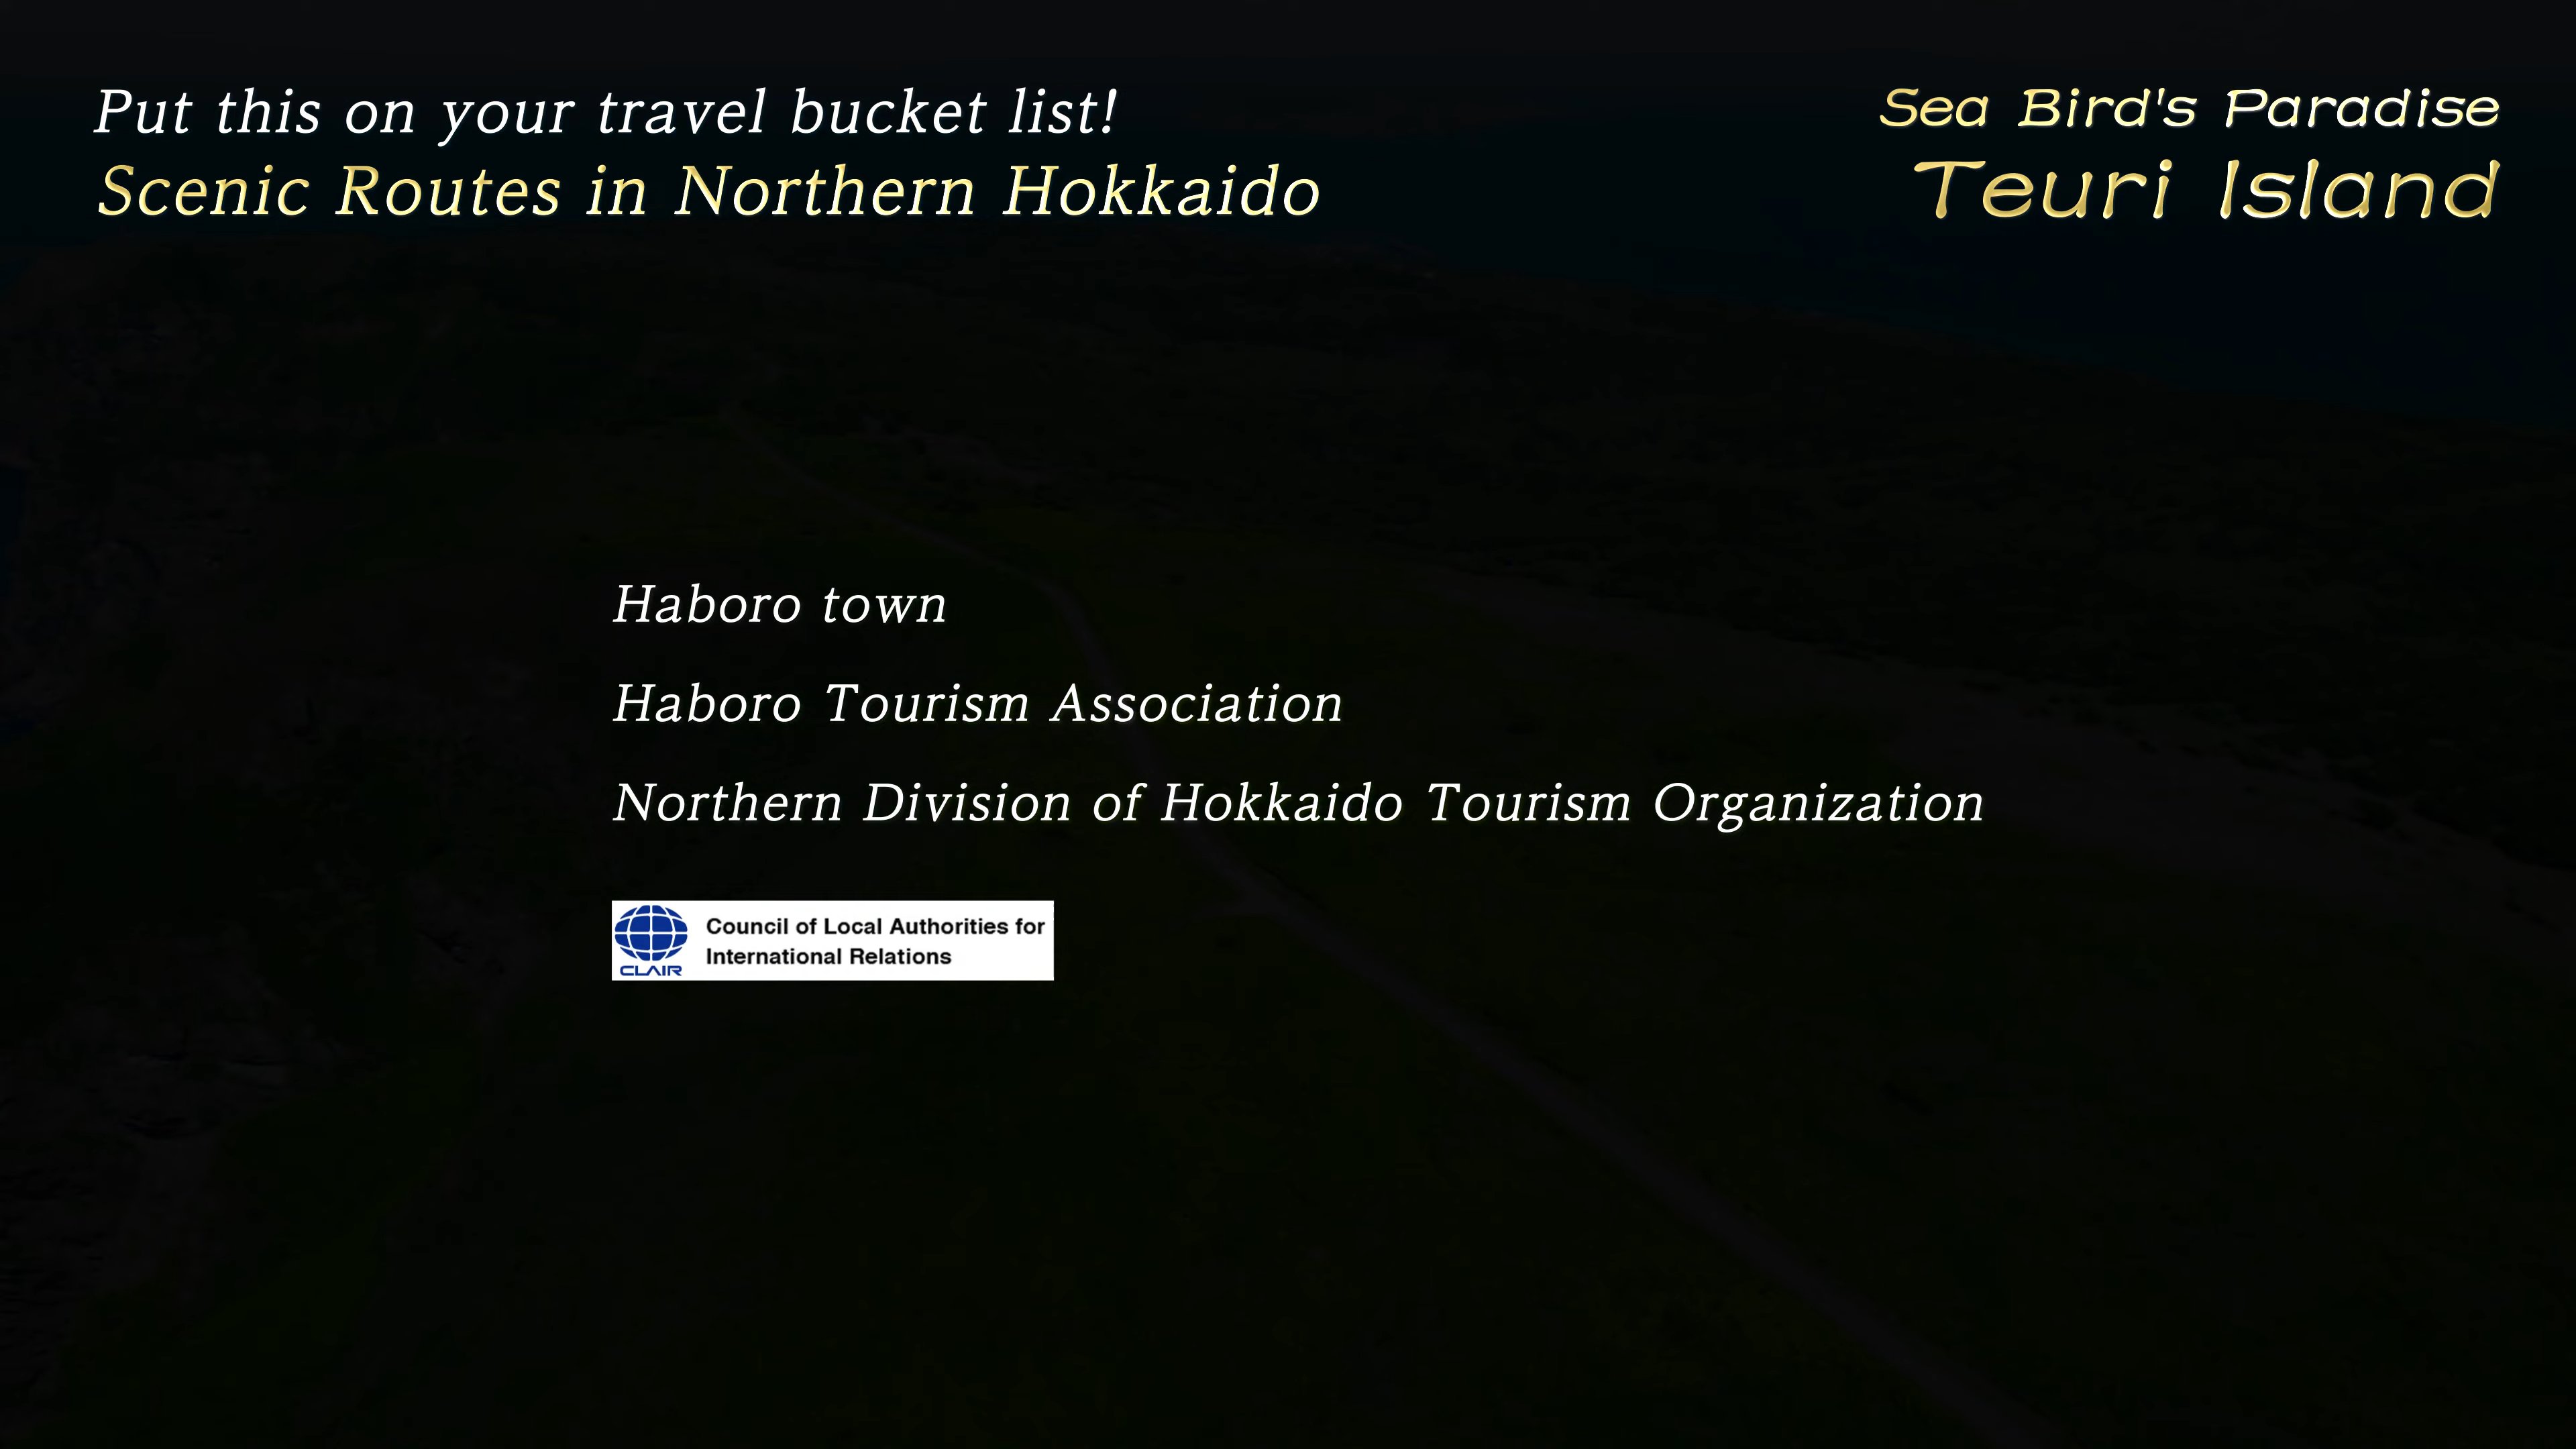 Put this on your travel bucket list!
Scenic Routes in Northern Hokkaido
Sea Bird's Paradise
Teuri Island
Haboro town
Haboro Tourism Association
Northern Division of Hokkaido Tourism Organization
CLAIR
Council of Local Authorities for
International Relations